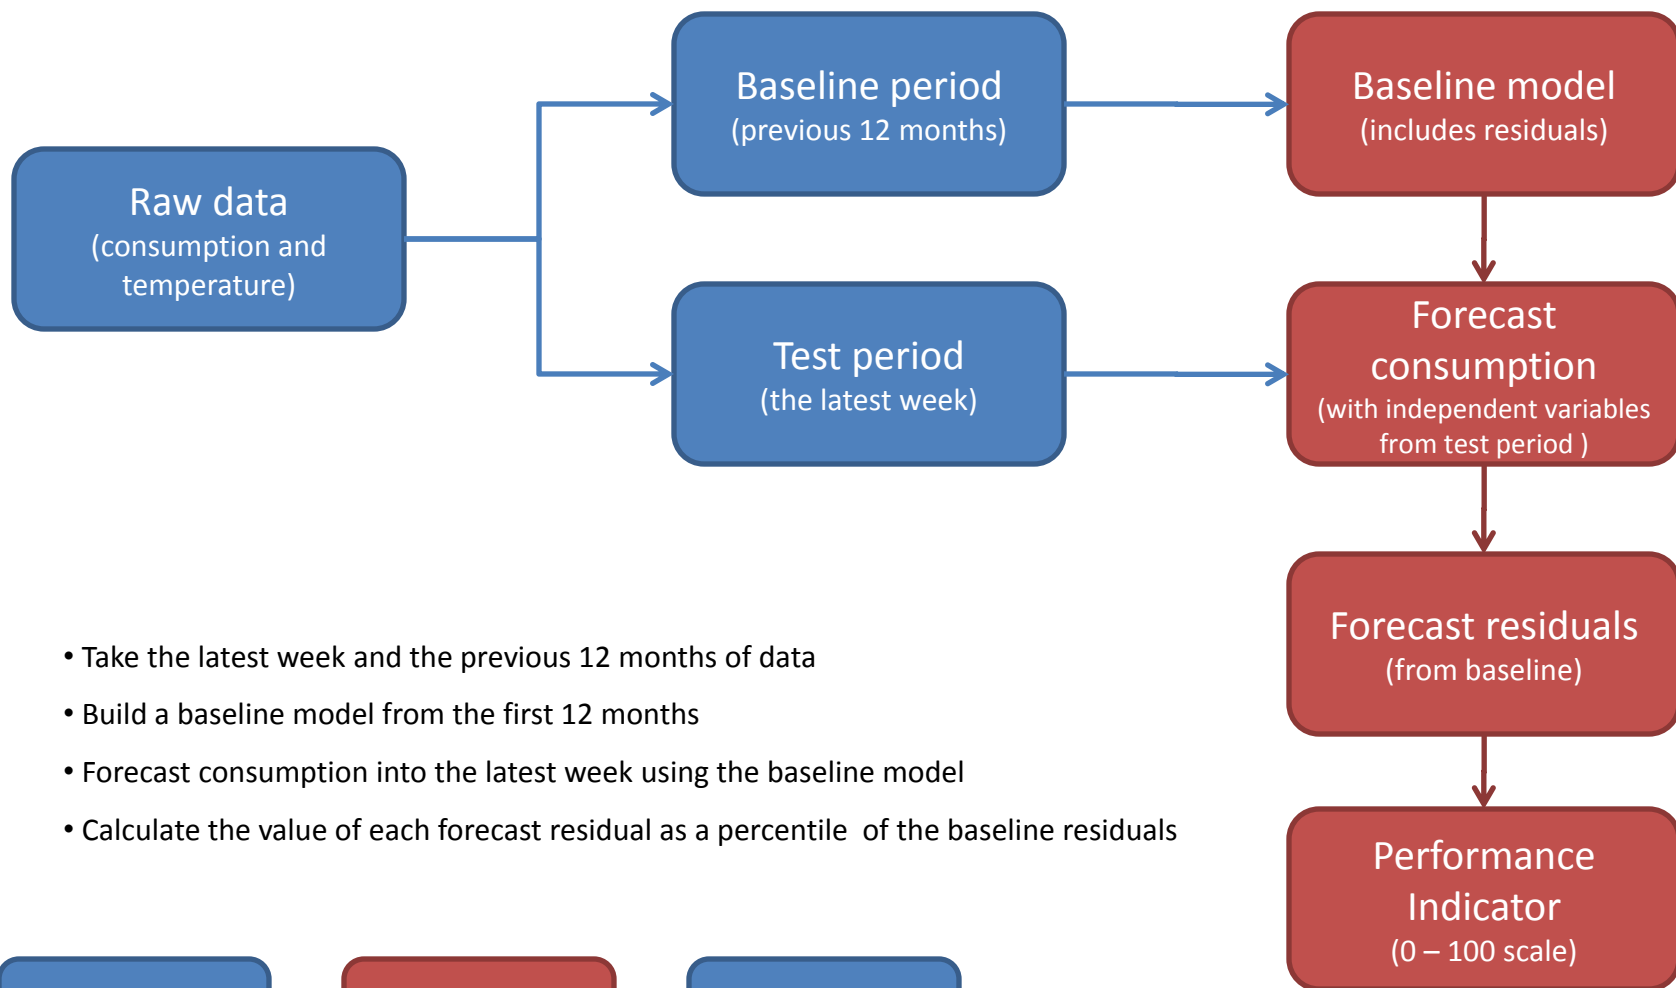 Baseline period
(previous 12 months)
Baseline model
(includes residuals)
Raw data
(consumption and
temperature)
Test period
(the latest week)
Forecast
consumption
(with independent variables
from test period )
Forecast residuals
(from baseline)
• Take the latest week and the previous 12 months of data
• Build a baseline model from the first 12 months
• Forecast consumption into the latest week using the baseline model
• Calculate the value of each forecast residual as a percentile  of the baseline residuals
Performance
Indicator
(0 – 100 scale)